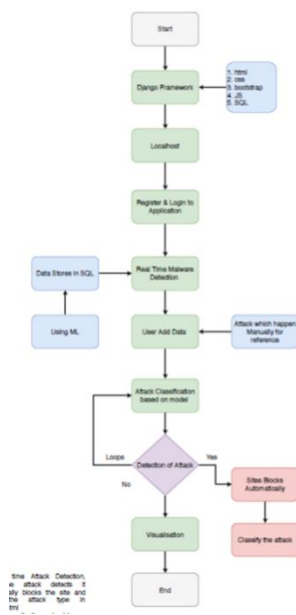 Start
Django Framework
1. html
2. css
3. bootstrap
4. JS
5. SQL
Localhost
Register & Login to
Application
Data Stores in SQL
Real Time Malware
Detection
Using ML
User Add Data
Attack which happen
Manually for
reference
Attack Classification
based on model
Loops
Detection of Attack
Yes
No
Sites Blocks
Automatically
Visualisation
Classify the attack
End
time Attack Detection,
attack detects it
blocks the site and
the attack type in